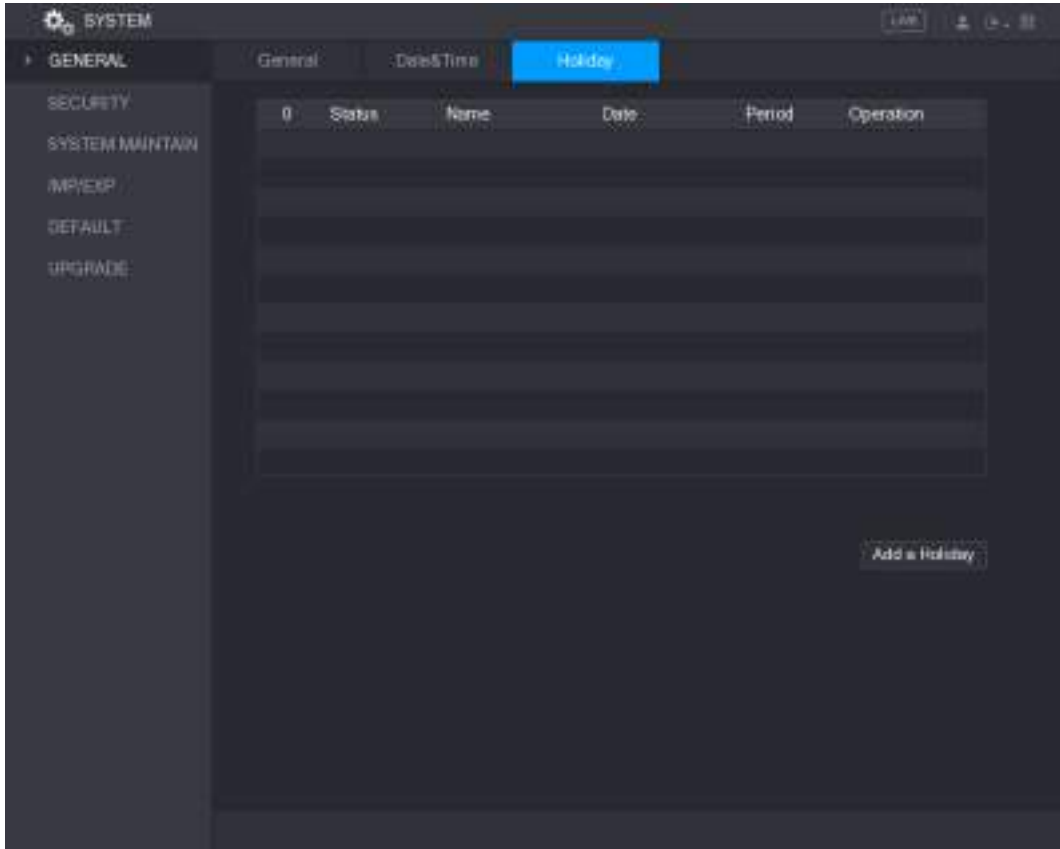 SYSTEM
LIVE
GENERAL
General Date&Time Holiday
SECURITY
0 Status Name Date Period Operation
SYSTEM MAINTAIN
IMP/EXP
DEFAULT
UPGRADE
Add a Holiday